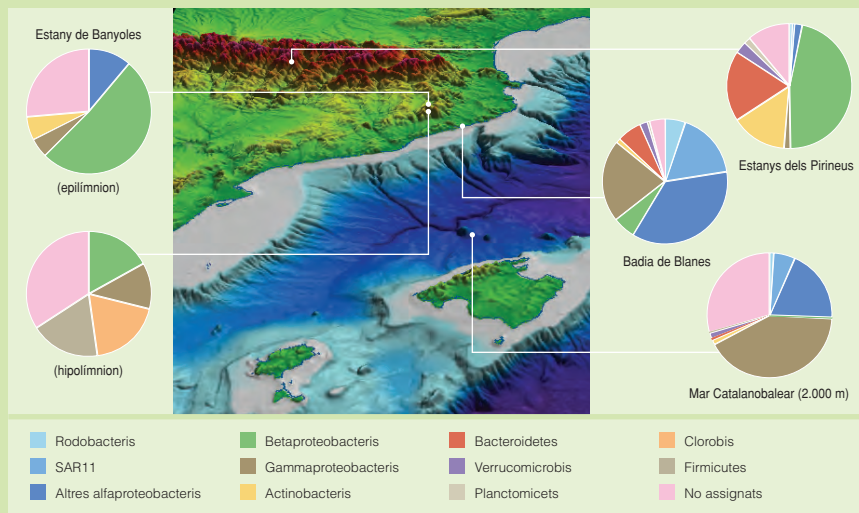 Estany de Banyoles
(epilímnion)
(hipolímnion)
Estanys dels Pirineus
Badia de Blanes
Mar Catalanobalear (2.000 m)
Rodobacteris
Betaproteobacteris
Bacteroidetes
Clorobis
SAR11
Gammaproteobacteris
Verrucomicrobis
Firmicutes
Altres alfaproteobacteris
Actinobacteris
Planctomicets
No assignats